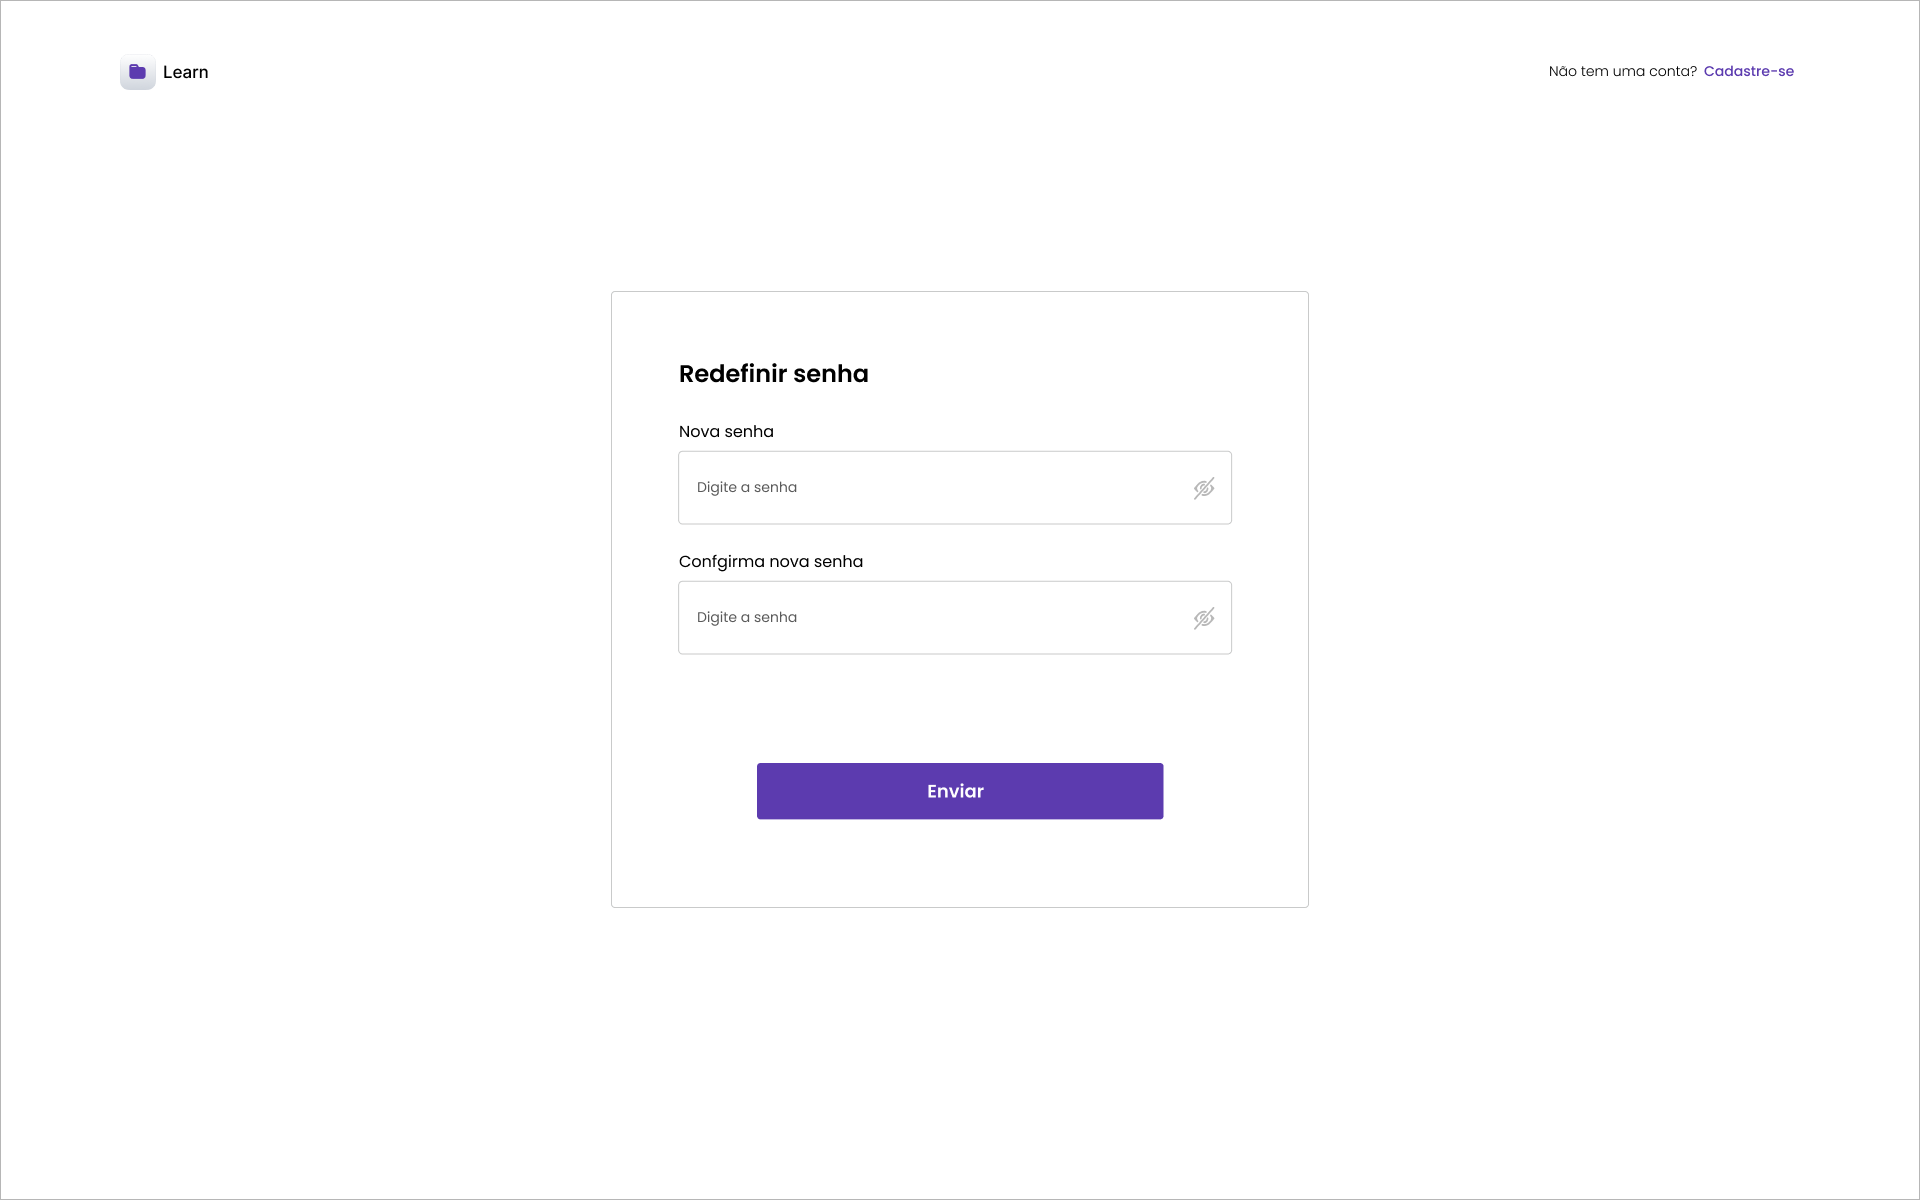 Learn
Não tem uma conta? Cadastre-se
Redefinir senha
Nova senha
Digite a senha
Confgirma nova senha
Digite a senha
Enviar